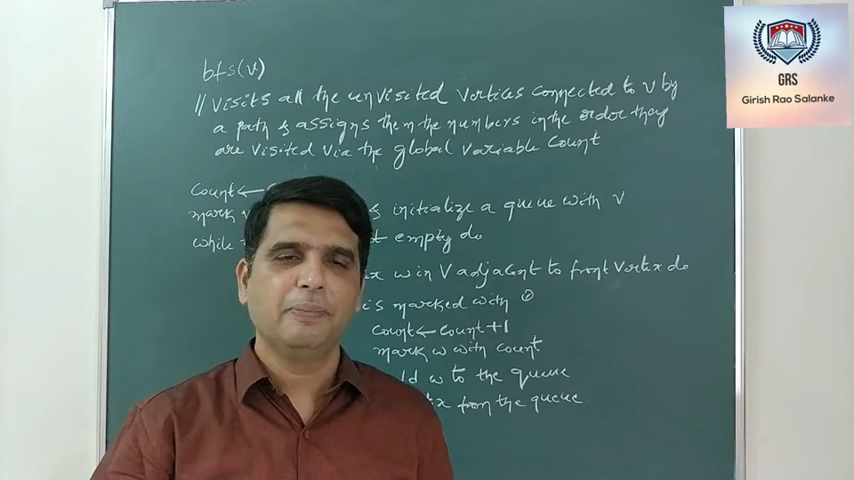 bfs(v)
// visits all the unvisited vertices connected to v by
a path & assigns them the numbers in the order they
are visited via the global variable count
count ←
mark & initialize a queue with v
while empty do
w in V adjacent to front vertex do
is marked with 0
count ← count + 1
mark w with count
w to the queue
from the queue
GRS
Girish Rao Salanke